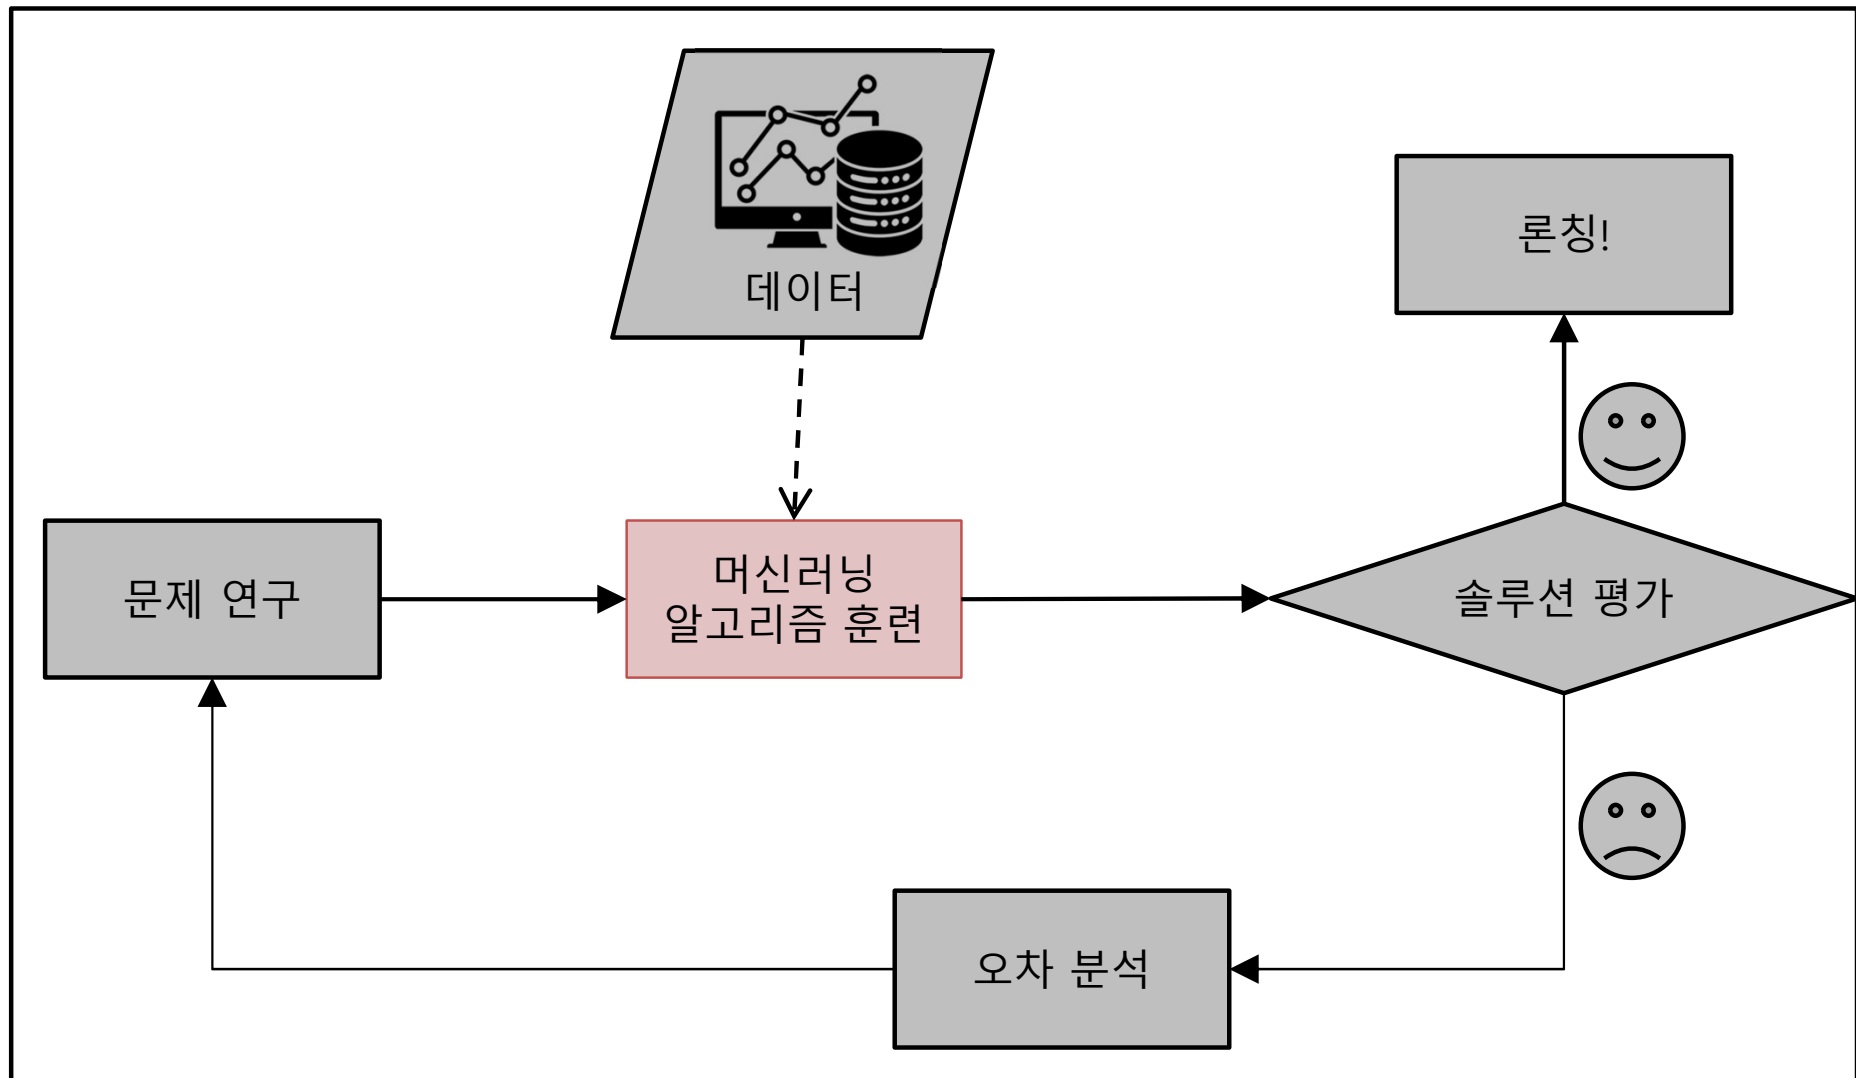 데이터
론칭!
문제 연구
머신러닝
알고리즘 훈련
솔루션 평가
오차 분석